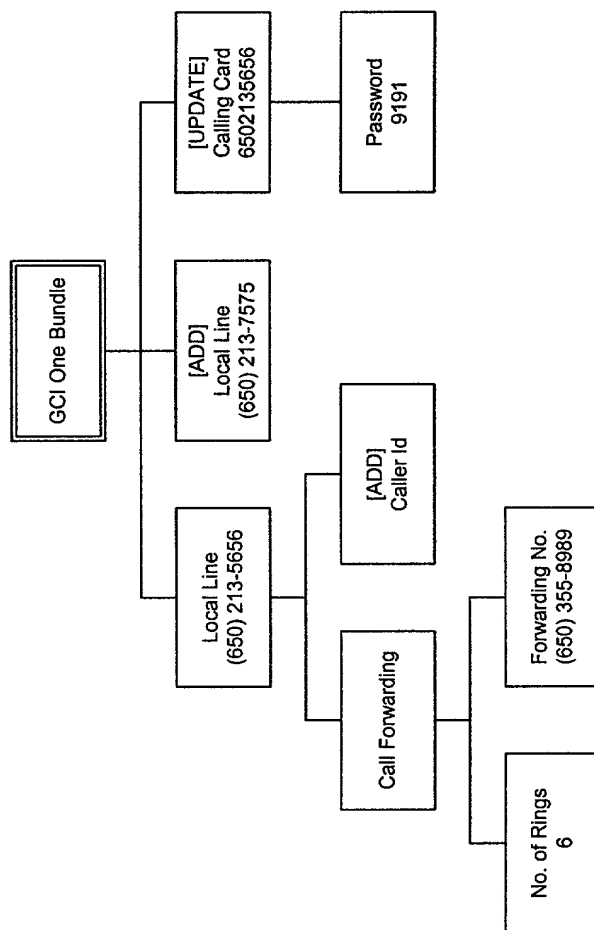 GCI One Bundle
Local Line
(650) 213-5656
[ADD]
Local Line
(650) 213-7575
[UPDATE]
Calling Card
6502135656
Call Forwarding
[ADD]
Caller Id
Password
9191
No. of Rings
6
Forwarding No.
(650) 355-8989